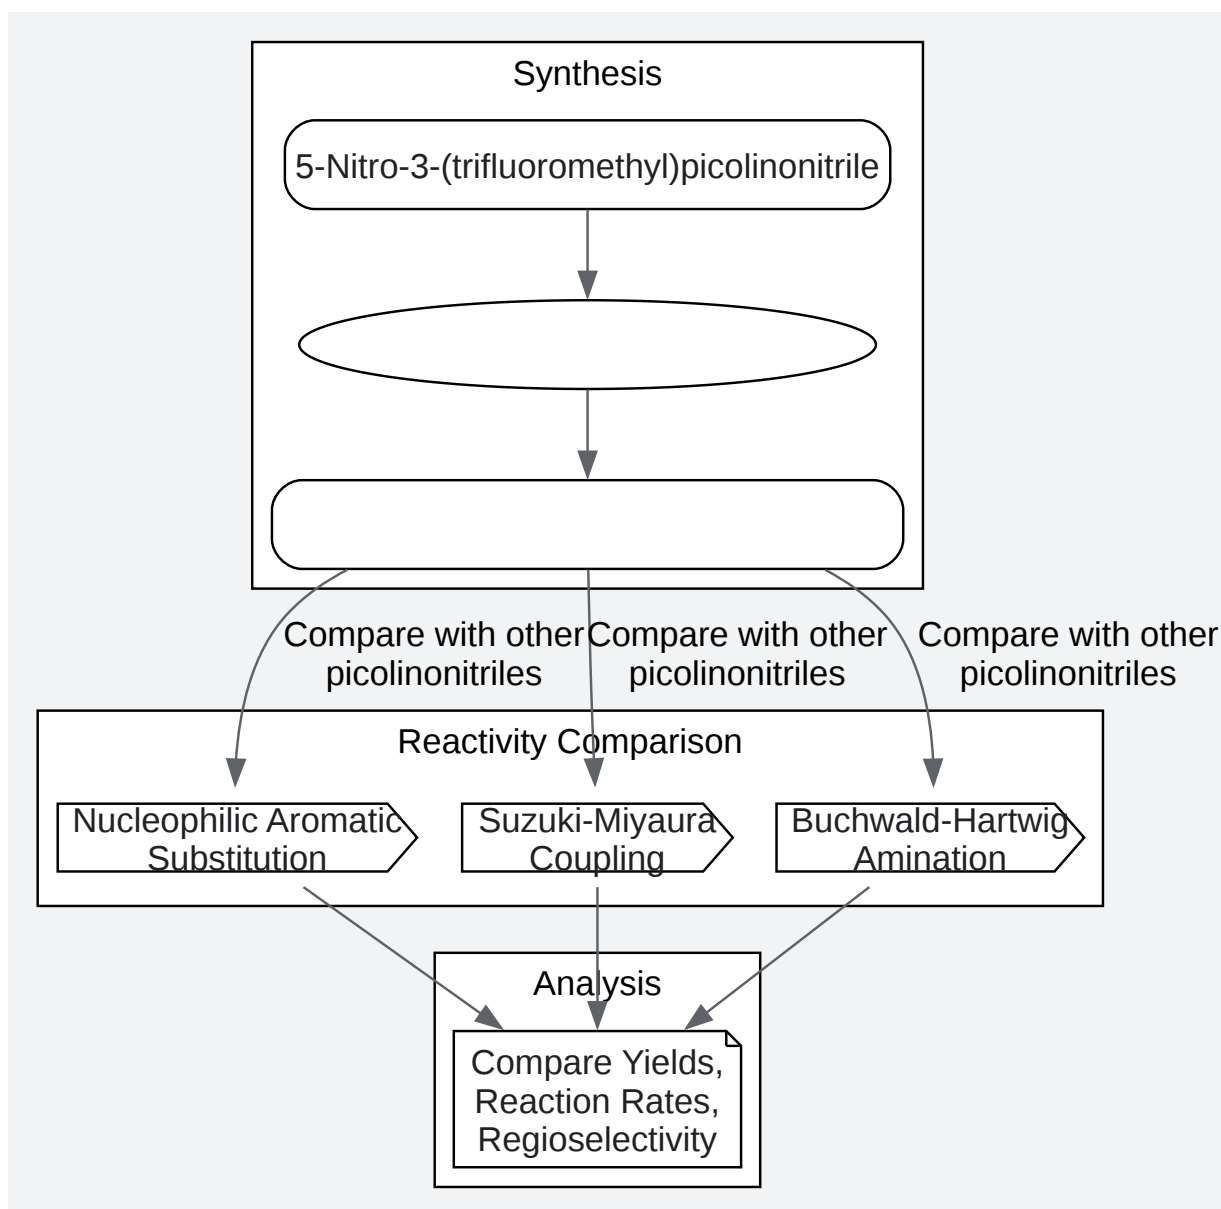 Synthesis
5-Nitro-3-(trifluoromethyl)picolinonitrile
Compare with other
picolinonitriles
Compare with other
picolinonitriles
Compare with other
picolinonitriles
Reactivity Comparison
Nucleophilic Aromatic
Substitution
Suzuki-Miyaura
Coupling
Buchwald-Hartwig
Amination
Analysis
Compare Yields,
Reaction Rates,
Regioselectivity